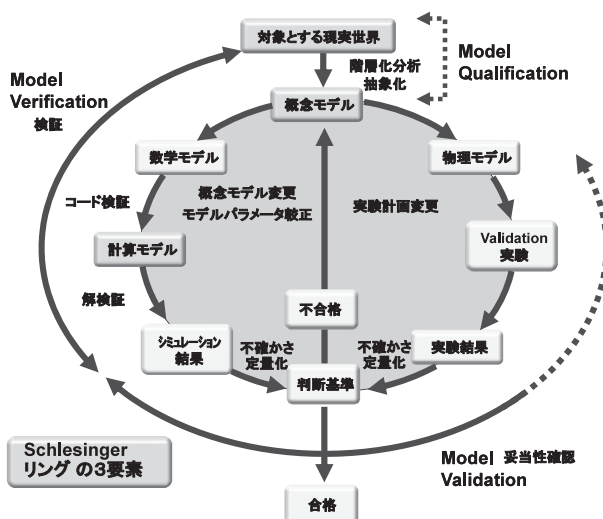 対象とする現実世界
階層化分析
抽象化
Model
Qualification
Model
Verification
検証
概念モデル
数学モデル
物理モデル
コード検証
概念モデル変更
モデルパラメータ較正
実験計画変更
計算モデル
Validation
実験
解検証
不合格
シミュレーション
結果
不確かさ
定量化
不確かさ
定量化
実験結果
判断基準
Schlesinger
リング の3要素
Model 妥当性確認
Validation
合格